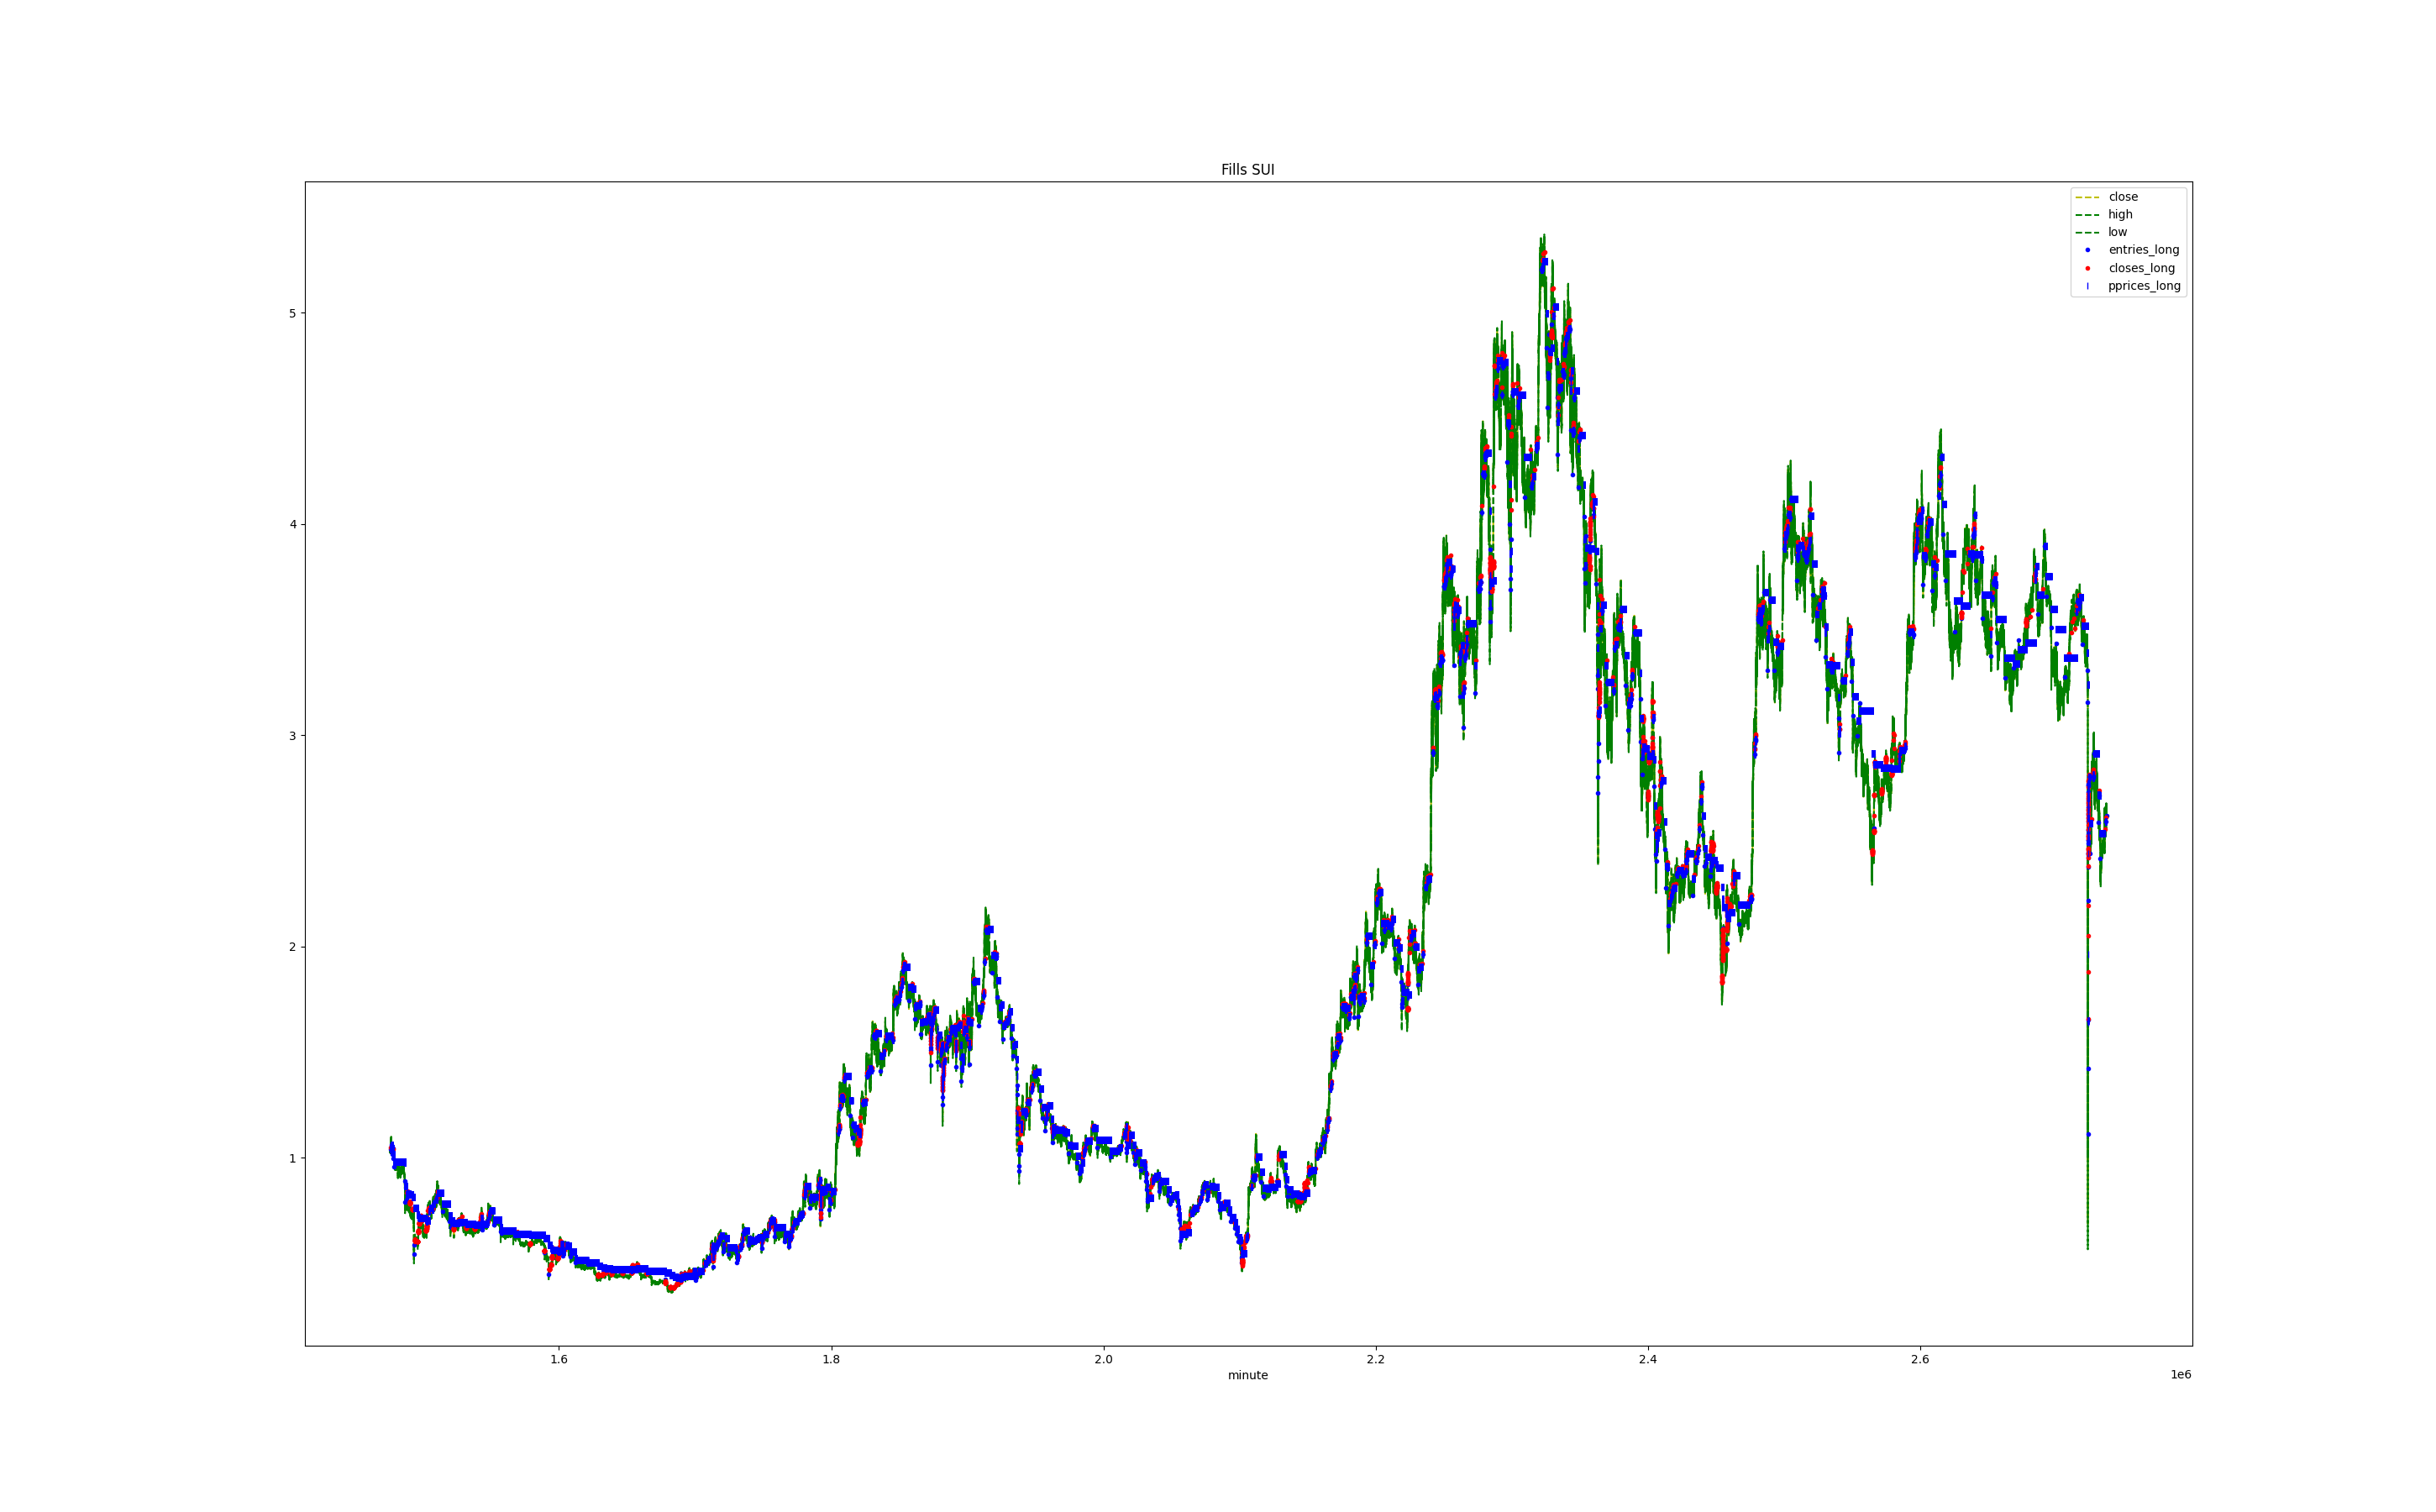 Fills SUI
close
high
low
entries_long
closes_long
pprices_long
5
4
3
2
1
1.6 1.8 2.0 2.2 2.4 2.6
minute
1e6